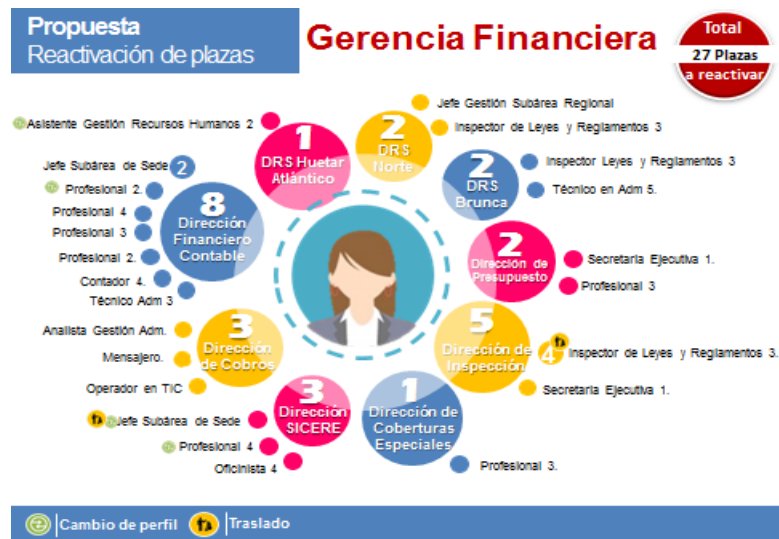 Propuesta
Reactivación de plazas
Gerencia Financiera
Total
27 Plazas
a reactivar
Asistente Gestión Recursos Humanos 2
1
DRS Huetar
Atlántico
2
DRS
Norte
Jefe Gestión Subárea Regional
Inspector de Leyes y Reglamentos 3
2
DRS
Brunca
Inspector Leyes y Reglamentos 3
Técnico en Adm 5.
Jefe Subárea de Sede 2
Profesional 2.
Profesional 4
Profesional 3
Profesional 2.
Contador 4.
Técnico Adm 3
8
Dirección
Financiero
Contable
2
Dirección de
Presupuesto
Secretaria Ejecutiva 1.
Profesional 3
Analista Gestión Adm.
Mensajero.
Operador en TIC
3
Dirección
de Cobros
5
Dirección de
Inspección
4 Inspector de Leyes y Reglamentos 3.
Secretaria Ejecutiva 1.
Jefe Subárea de Sede
Profesional 4
Oficinista 4
3
Dirección
SICERE
1
Dirección de
Coberturas
Especiales
Profesional 3.
Cambio de perfil
Traslado